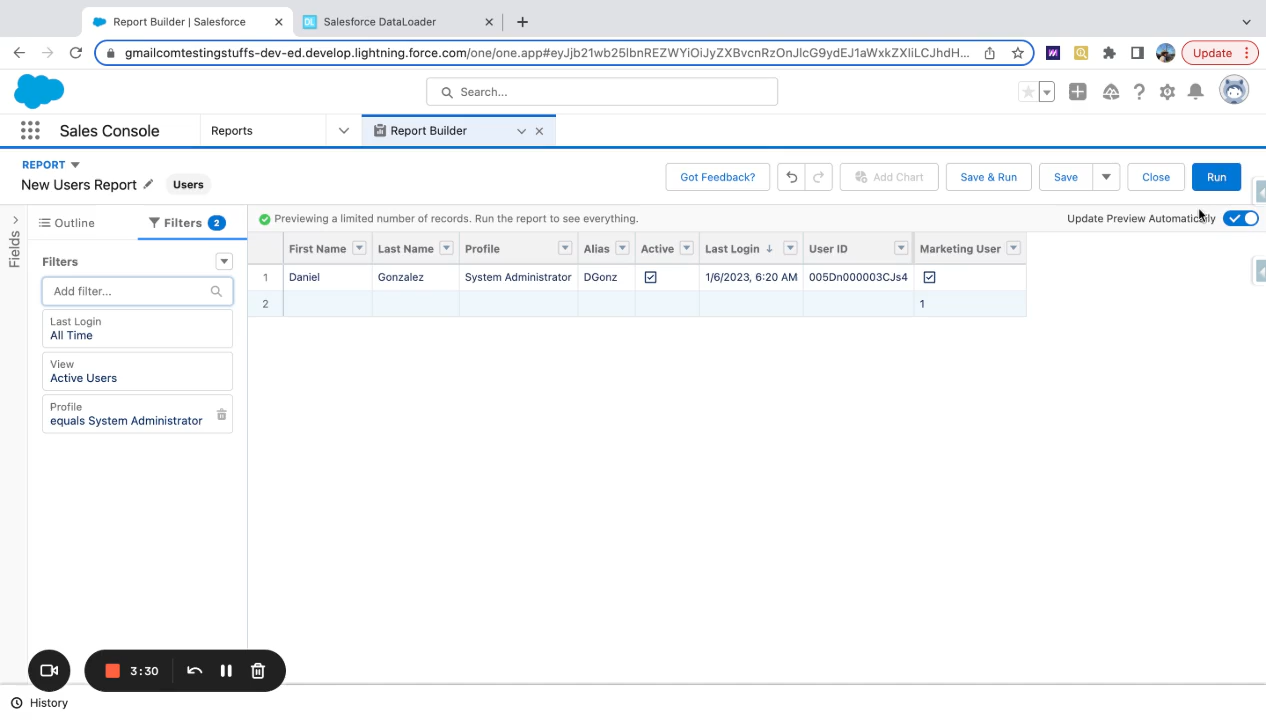 Report Builder | Salesforce
DL Salesforce DataLoader
gmailcomtestingstuffs-dev-ed.develop.lightning.force.com/one/one.app#eyJjb21wb25lbnREZWYiOiJyZXBvcnRzOnJlcG9ydEJ1aWxkZXIiLCJhdH...
Update
Search...
Sales Console
Reports
Report Builder
REPORT
New Users Report
Users
Got Feedback?
Add Chart
Save & Run
Save
Close
Run
Fields
Outline
Filters 2
Previewing a limited number of records. Run the report to see everything.
Update Preview Automatically
Filters
Add filter...
Last Login
All Time
View
Active Users
Profile
equals System Administrator
First Name Last Name Profile Alias Active Last Login User ID Marketing User
1 Daniel Gonzalez System Administrator DGonz 1/6/2023, 6:20 AM 005Dn000003CJs4
2 1
3:30
History